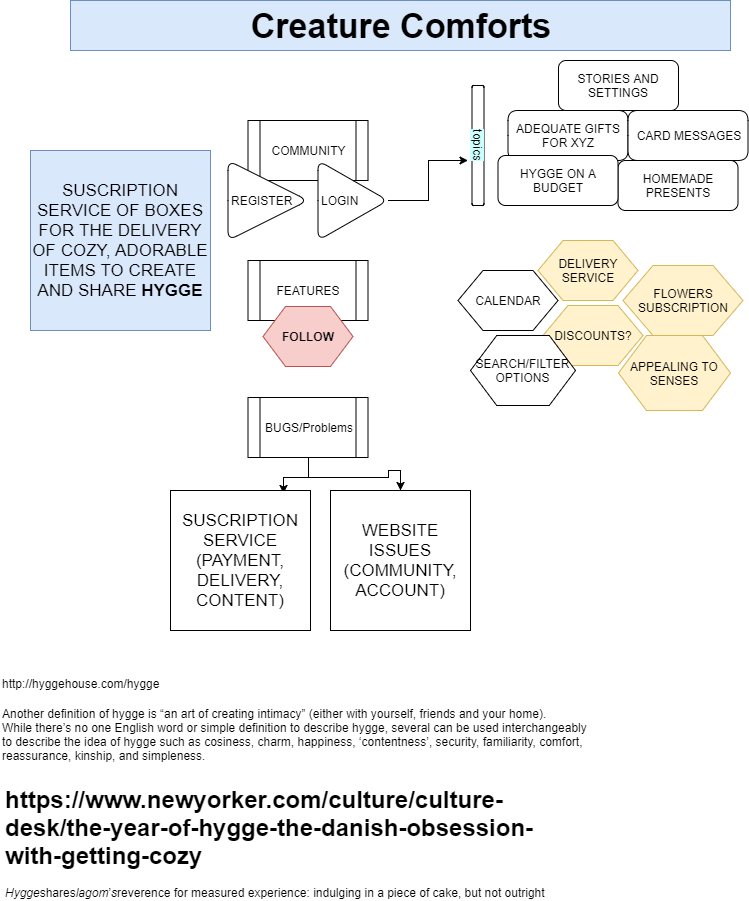 Creature Comforts
SUSCRIPTION
SERVICE OF BOXES
FOR THE DELIVERY
OF COZY, ADORABLE
ITEMS TO CREATE
AND SHARE HYGGE
COMMUNITY
REGISTER
LOGIN
topics
STORIES AND
SETTINGS
ADEQUATE GIFTS
FOR XYZ
CARD MESSAGES
HYGGE ON A
BUDGET
HOMEMADE
PRESENTS
FEATURES
FOLLOW
CALENDAR
DELIVERY
SERVICE
FLOWERS
SUBSCRIPTION
DISCOUNTS?
SEARCH/FILTER
OPTIONS
APPEALING TO
SENSES
BUGS/Problems
SUSCRIPTION
SERVICE
(PAYMENT,
DELIVERY,
CONTENT)
WEBSITE
ISSUES
(COMMUNITY,
ACCOUNT)
http://hyggehouse.com/hygge
Another definition of hygge is “an art of creating intimacy” (either with yourself, friends and your home).
While there’s no one English word or simple definition to describe hygge, several can be used interchangeably
to describe the idea of hygge such as cosiness, charm, happiness, ‘contentness’, security, familiarity, comfort,
reassurance, kinship, and simpleness.
https://www.newyorker.com/culture/culture-
desk/the-year-of-hygge-the-danish-obsession-
with-getting-cozy
Hyggeshareslagom’sreverence for measured experience: indulging in a piece of cake, but not outright